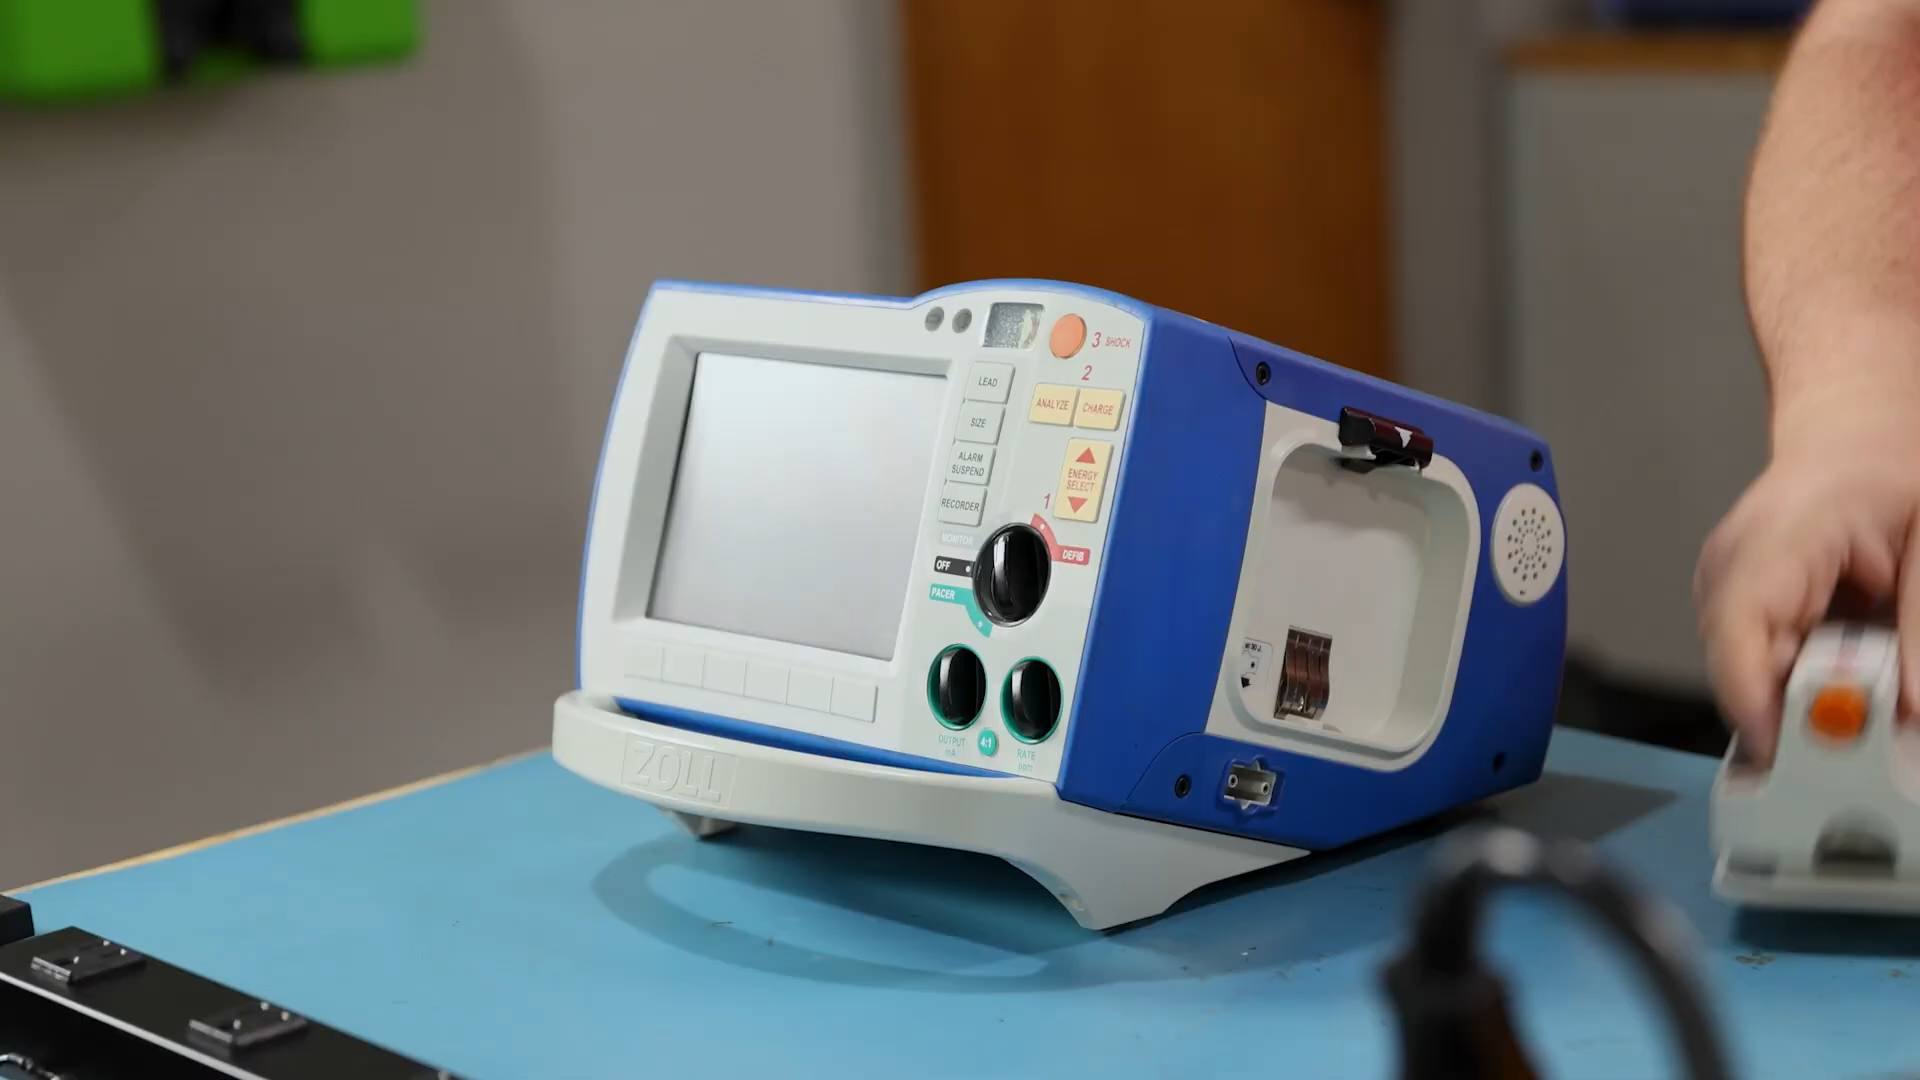 3 SHOCK
2
ANALYZE
CHARGE
LEAD
SIZE
ALARM
SUSPEND
RECORDER
ENERGY
SELECT
1
MONITOR
OFF
DEFIB
PACER
OUTPUT
mA
4:1
RATE
ppm
ZOLL